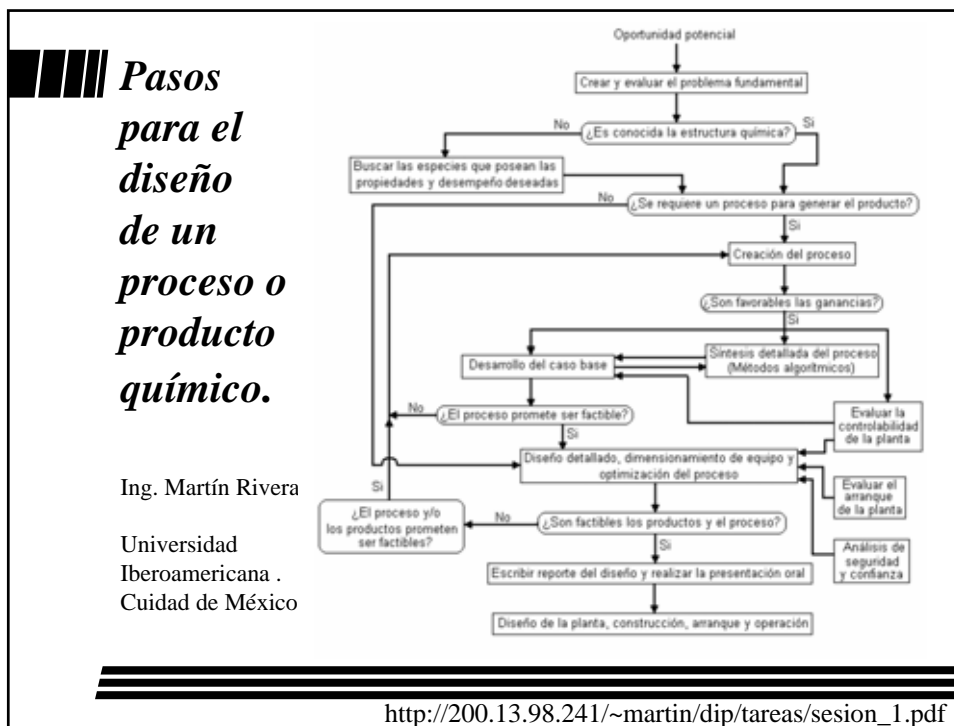 Pasos
para el
diseño
de un
proceso o
producto
químico.
Ing. Martín Rivera
Universidad
Iberoamericana .
Cuidad de México
Oportunidad potencial
Crear y evaluar el problema fundamental
¿Es conocida la estructura química?
No
Si
Buscar las especies que posean las
propiedades y desempeño deseadas
¿Se requiere un proceso para generar el producto?
No
Si
Creación del proceso
¿Son favorables las ganancias?
Si
Desarrollo del caso base
Síntesis detallada del proceso
(Métodos algorítmicos)
¿El proceso promete ser factible?
No
Si
Evaluar la
controlabilidad
de la planta
Diseño detallado, dimensionamiento de equipo y
optimización del proceso
Evaluar el
arranque
de la planta
Si
¿El proceso y/o
los productos prometen
ser factibles?
No
¿Son factibles los productos y el proceso?
Si
Análisis de
seguridad
y confianza
Escribir reporte del diseño y realizar la presentación oral
Diseño de la planta, construcción, arranque y operación
http://200.13.98.241/~martin/dip/tareas/sesion_1.pdf